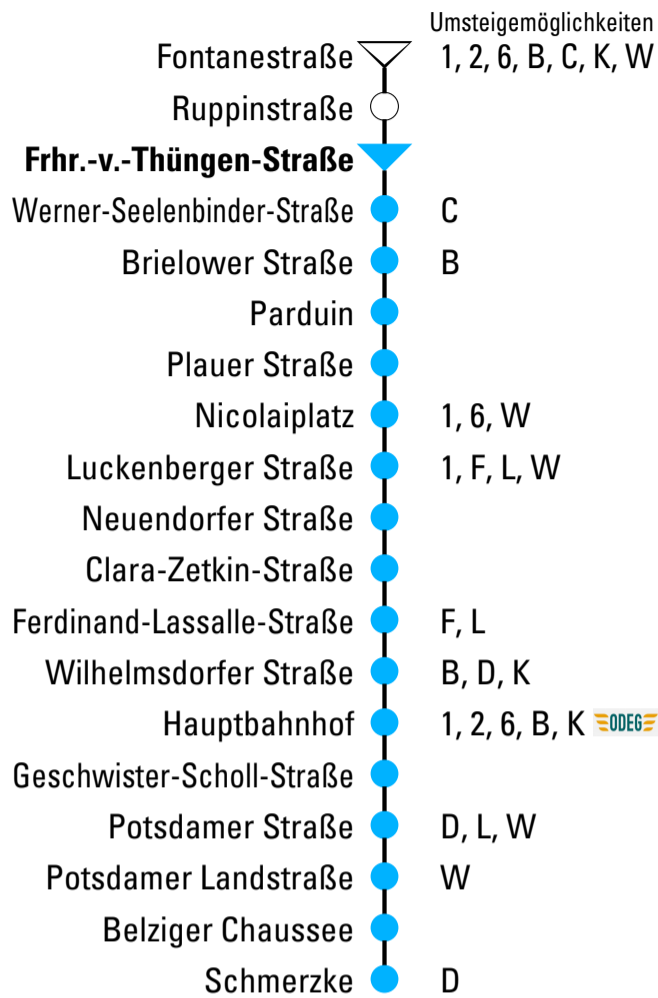 Umsteigemöglichkeiten
Fontanestraße 1, 2, 6, B, C, K, W
Ruppinstraße
Frhr.-v.-Thüngen-Straße
Werner-Seelenbinder-Straße C
Brielower Straße B
Parduin
Plauer Straße
Nicolaiplatz 1, 6, W
Luckenberger Straße 1, F, L, W
Neuendorfer Straße
Clara-Zetkin-Straße
Ferdinand-Lassalle-Straße F, L
Wilhelmsdorfer Straße B, D, K
Hauptbahnhof 1, 2, 6, B, K ODEG
Geschwister-Scholl-Straße
Potsdamer Straße D, L, W
Potsdamer Landstraße W
Belziger Chaussee
Schmerzke D